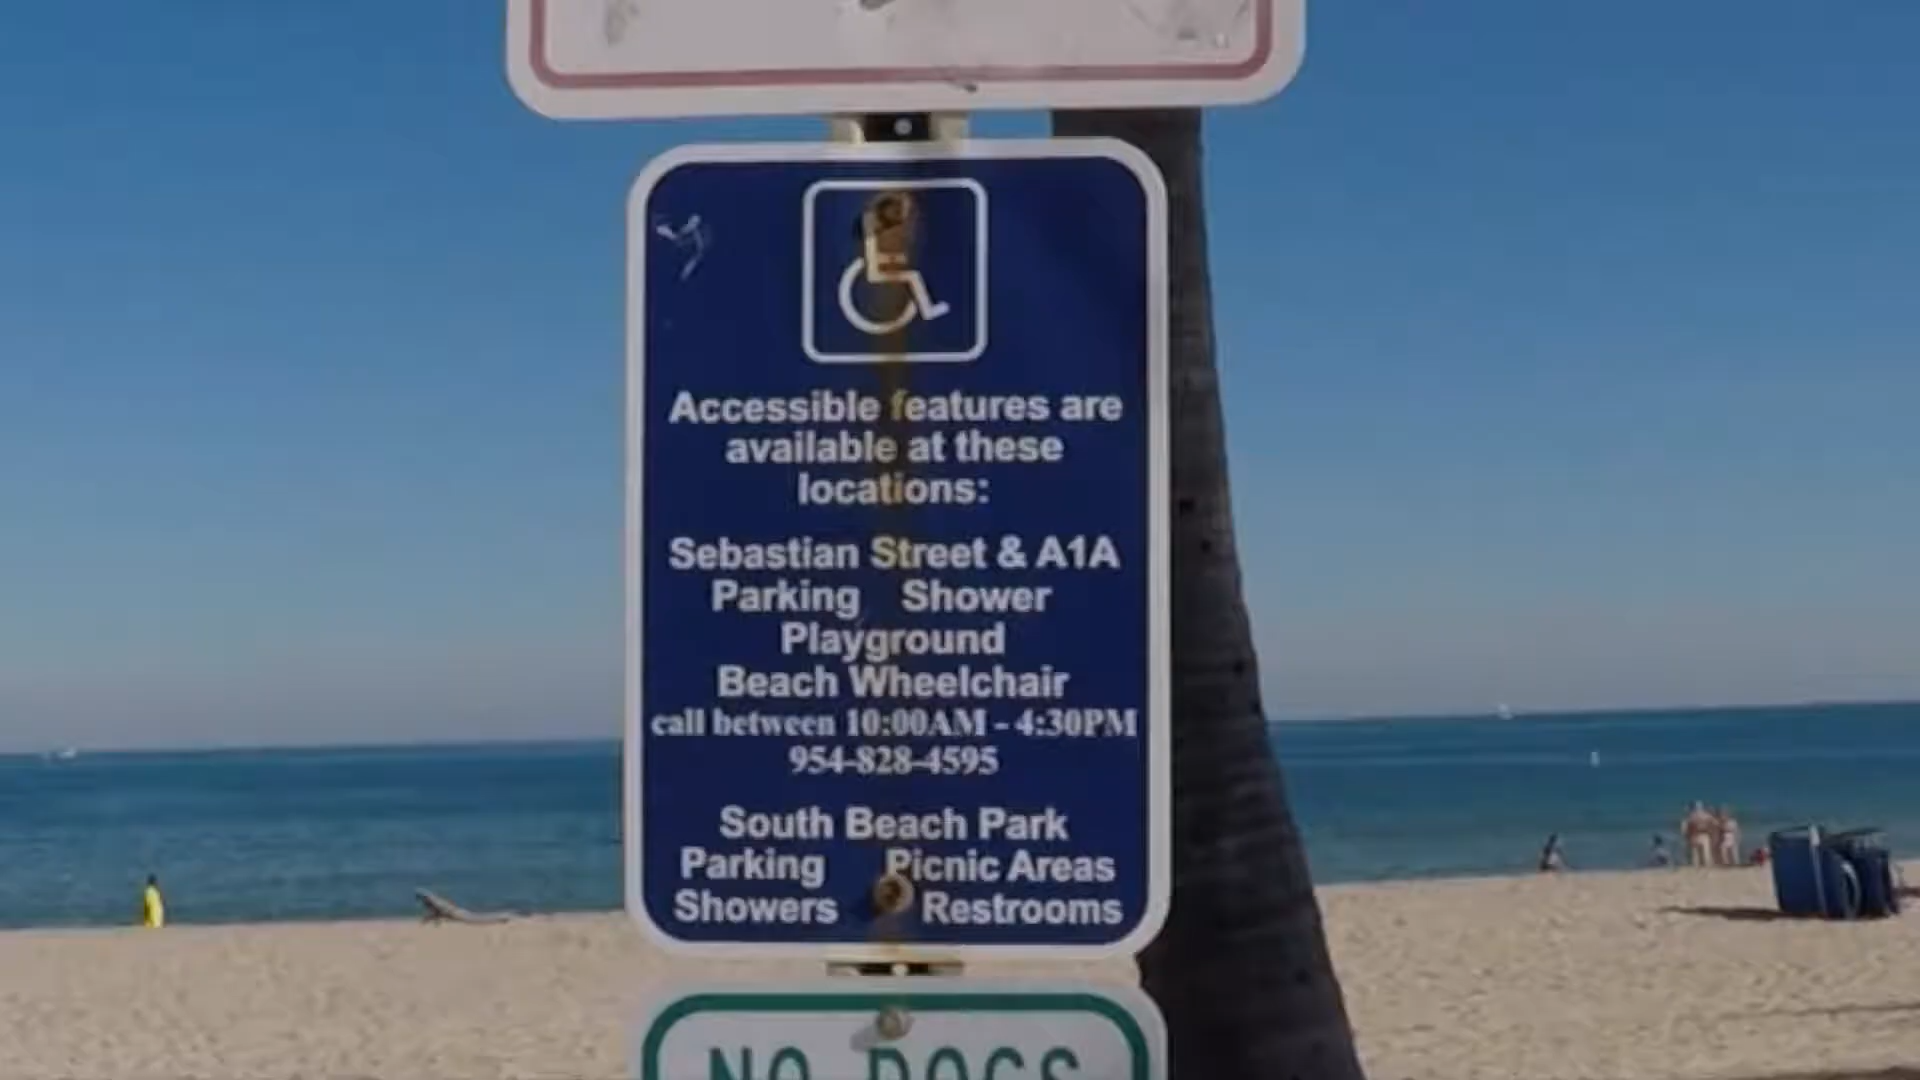 Accessible features are
available at these
locations:
Sebastian Street & A1A
Parking Shower
Playground
Beach Wheelchair
call between 10:00AM - 4:30PM
954-828-4595
South Beach Park
Parking Picnic Areas
Showers Restrooms
NO DOGS